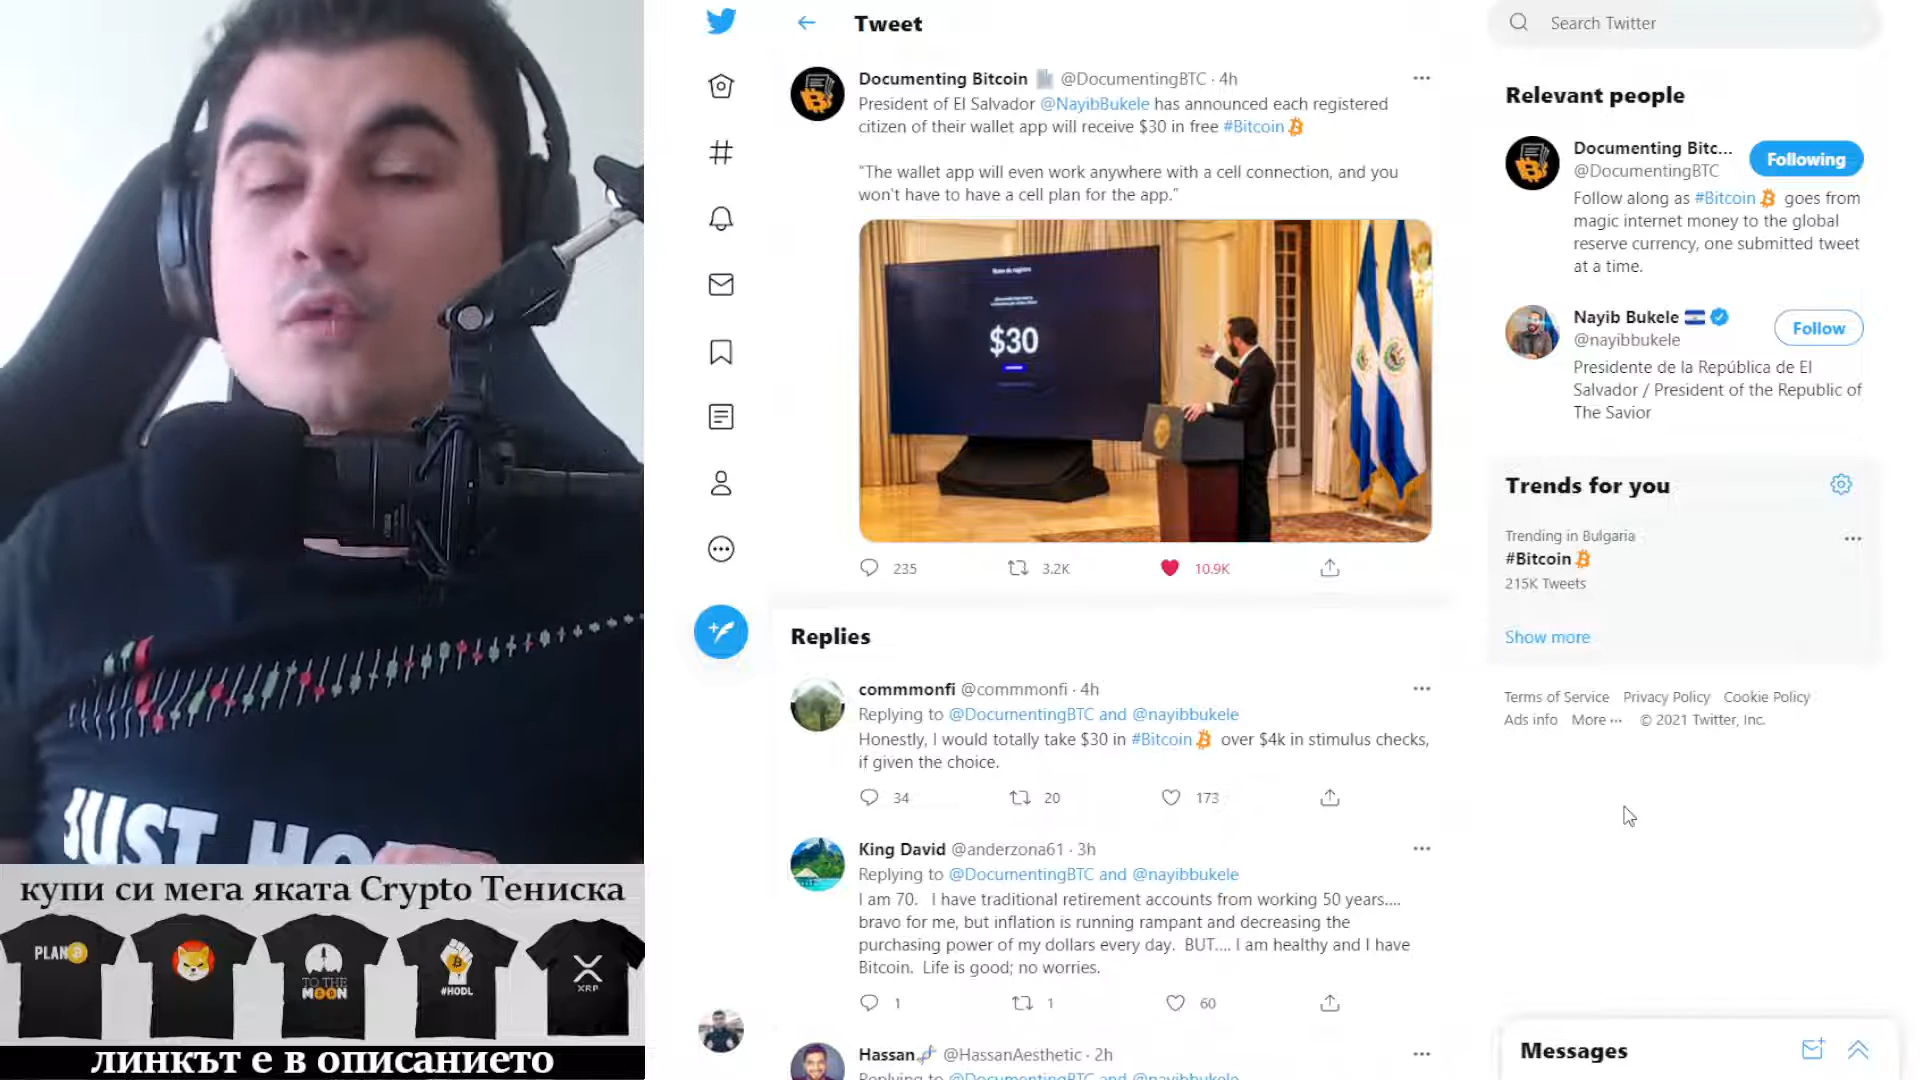 JUST HO
купи си мега яката Crypto Тениска
PLAN B
TO THE
MOON
#HODL
XRP
линкът е в описанието
Tweet
Documenting Bitcoin @DocumentingBTC · 4h
President of El Salvador @NayibBukele has announced each registered
citizen of their wallet app will receive $30 in free #Bitcoin
"The wallet app will even work anywhere with a cell connection, and you
won't have to have a cell plan for the app."
$30
235 3.2K 10.9K
Replies
commmonfi @commmonfi · 4h
Replying to @DocumentingBTC and @nayibbukele
Honestly, I would totally take $30 in #Bitcoin over $4k in stimulus checks,
if given the choice.
34 20 173
King David @anderzona61 · 3h
Replying to @DocumentingBTC and @nayibbukele
I am 70. I have traditional retirement accounts from working 50 years....
bravo for me, but inflation is running rampant and decreasing the
purchasing power of my dollars every day. BUT.... I am healthy and I have
Bitcoin. Life is good; no worries.
1 1 60
Hassan @HassanAesthetic · 2h
Replying to @DocumentingBTC and @nayibbukele
Search Twitter
Relevant people
Documenting Bitc...
@DocumentingBTC
Following
Follow along as #Bitcoin goes from
magic internet money to the global
reserve currency, one submitted tweet
at a time.
Nayib Bukele
@nayibbukele
Follow
Presidente de la República de El
Salvador / President of the Republic of
The Savior
Trends for you
Trending in Bulgaria
#Bitcoin
215K Tweets
Show more
Terms of Service Privacy Policy Cookie Policy
Ads info More ··· © 2021 Twitter, Inc.
Messages